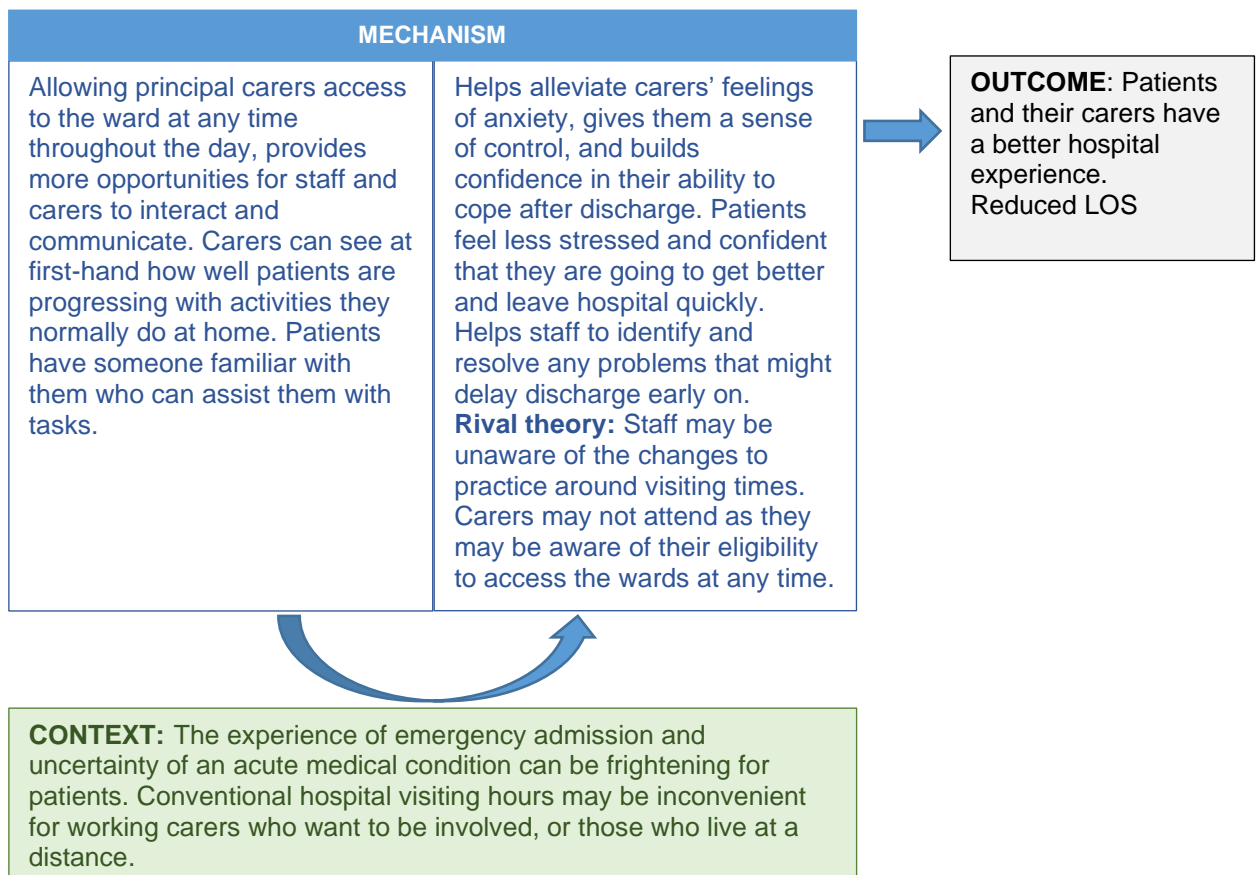 MECHANISM
Allowing principal carers access
to the ward at any time
throughout the day, provides
more opportunities for staff and
carers to interact and
communicate. Carers can see at
first-hand how well patients are
progressing with activities they
normally do at home. Patients
have someone familiar with
them who can assist them with
tasks.
Helps alleviate carers’ feelings
of anxiety, gives them a sense
of control, and builds
confidence in their ability to
cope after discharge. Patients
feel less stressed and confident
that they are going to get better
and leave hospital quickly.
Helps staff to identify and
resolve any problems that might
delay discharge early on.
Rival theory: Staff may be
unaware of the changes to
practice around visiting times.
Carers may not attend as they
may be aware of their eligibility
to access the wards at any time.
OUTCOME: Patients
and their carers have
a better hospital
experience.
Reduced LOS
CONTEXT: The experience of emergency admission and
uncertainty of an acute medical condition can be frightening for
patients. Conventional hospital visiting hours may be inconvenient
for working carers who want to be involved, or those who live at a
distance.